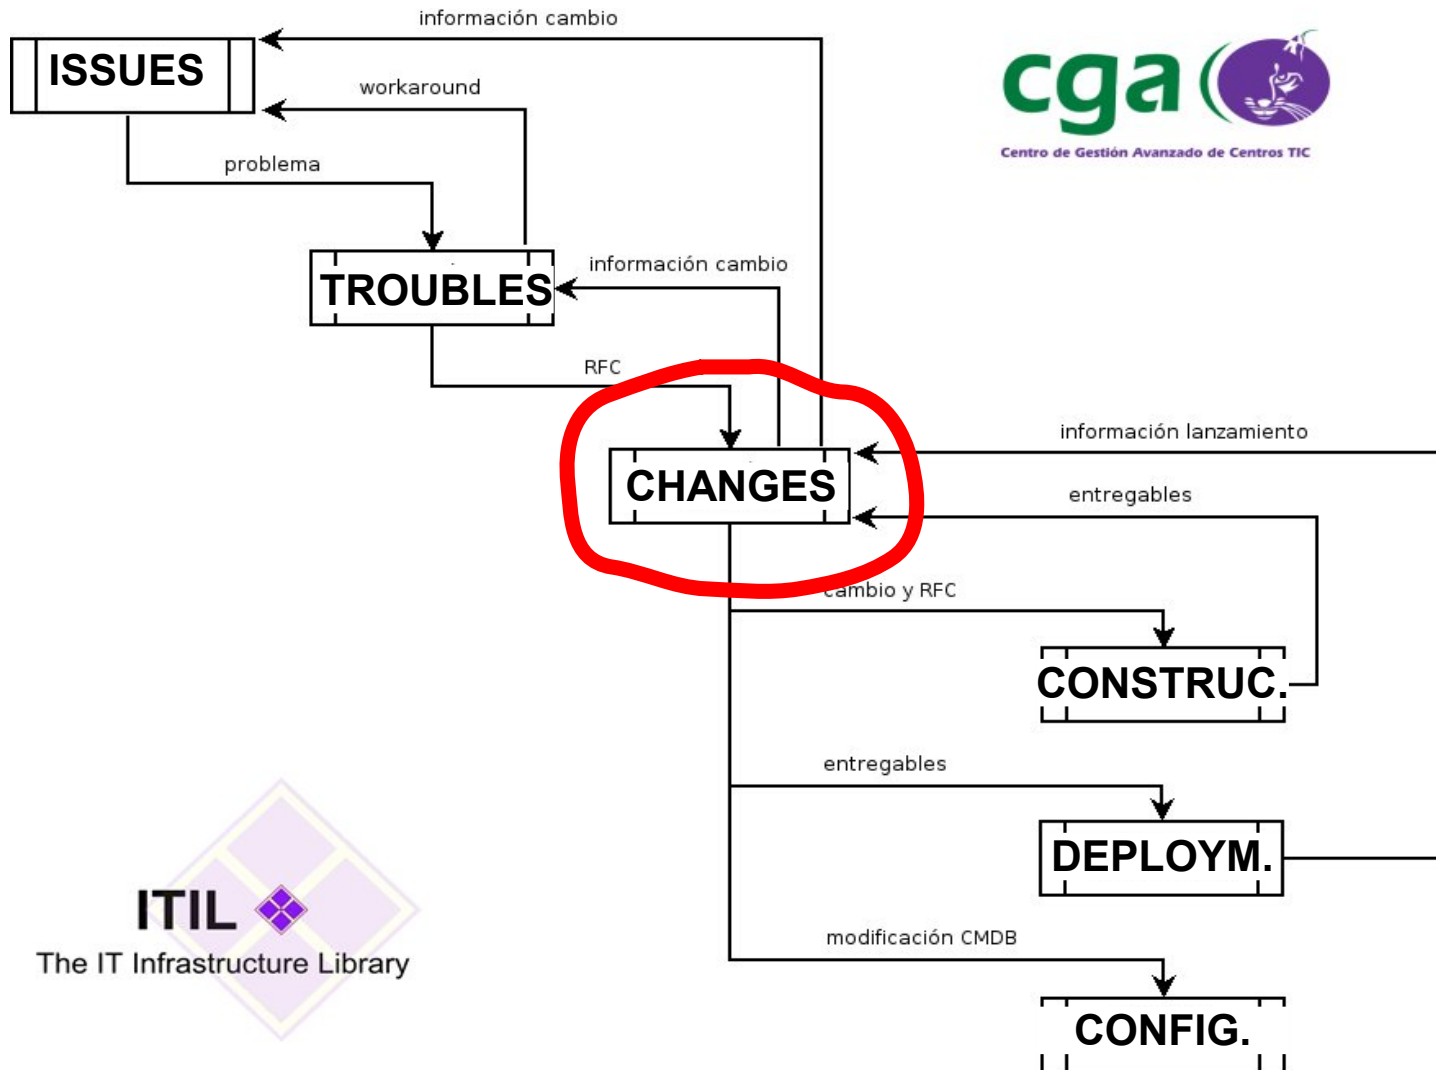 información cambio
ISSUES
workaround
problema
cga
Centro de Gestión Avanzado de Centros TIC
TROUBLES
información cambio
RFC
CHANGES
información lanzamiento
entregables
cambio y RFC
CONSTRUC.
entregables
DEPLOYM.
ITIL
The IT Infrastructure Library
modificación CMDB
CONFIG.